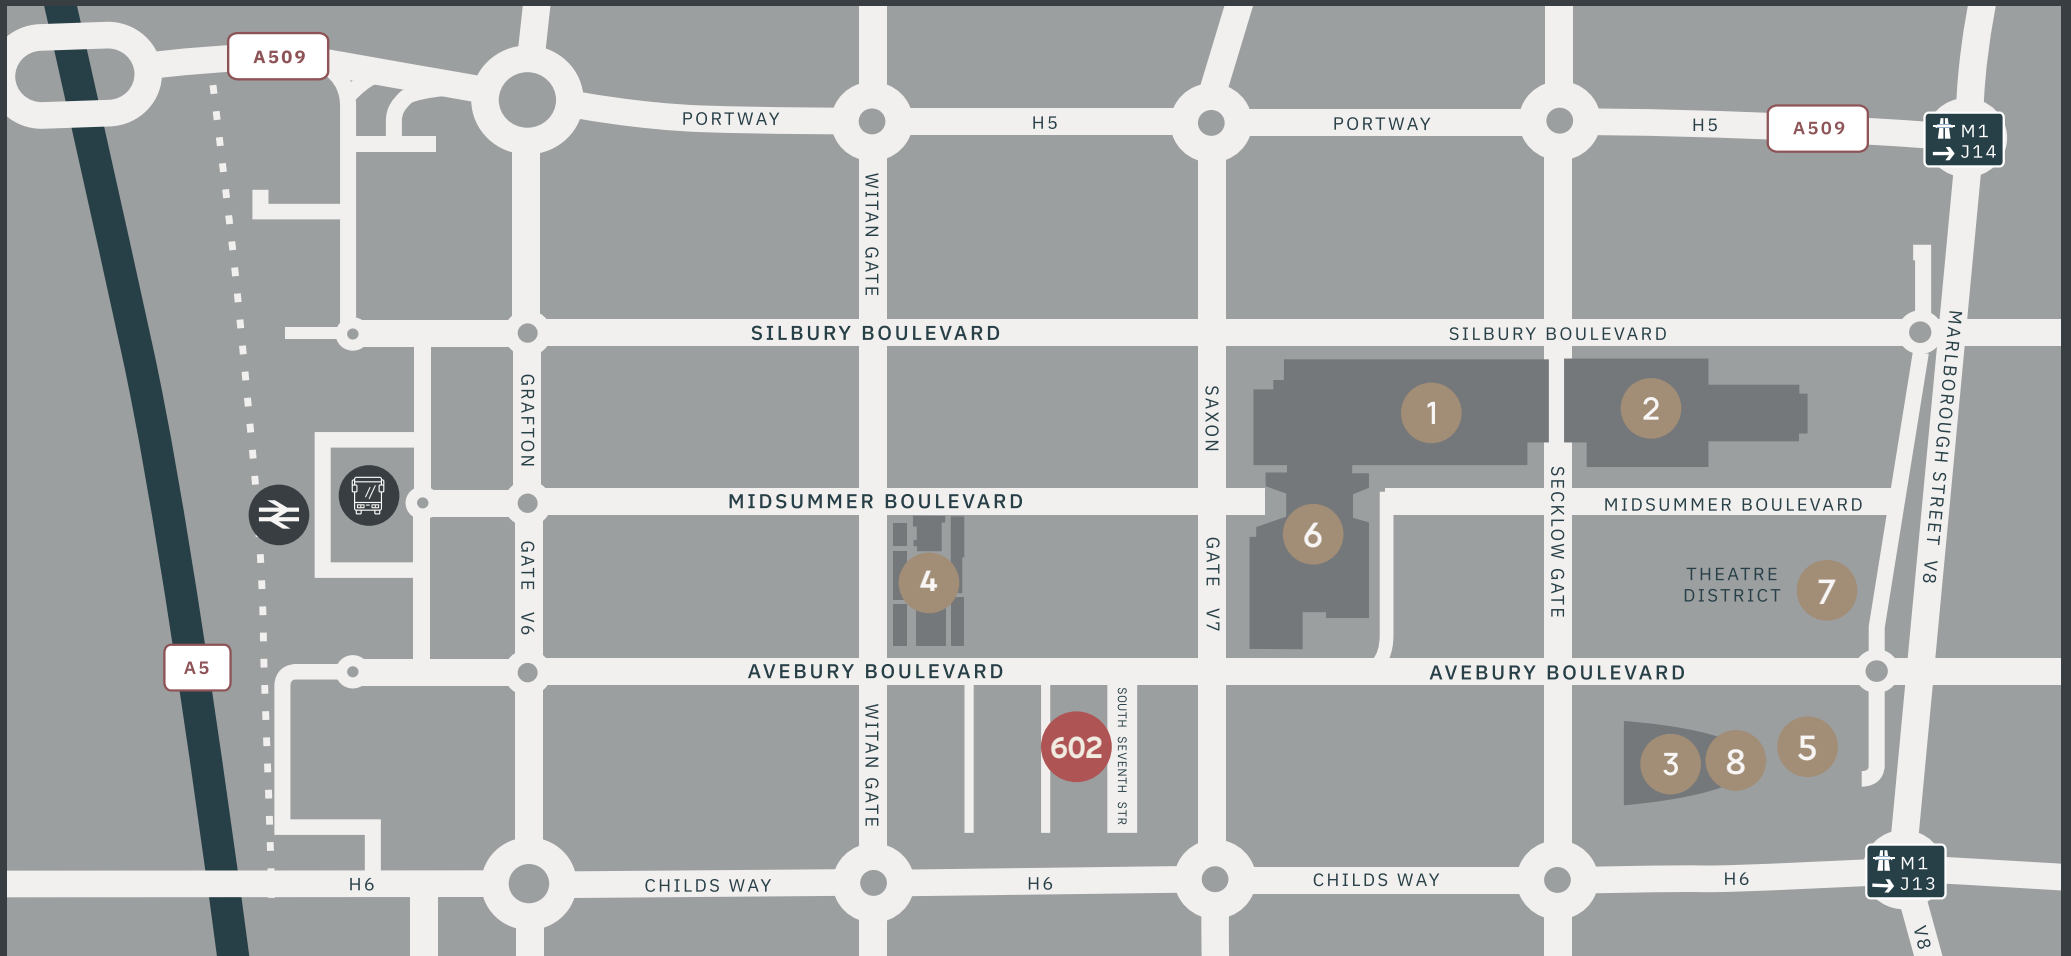 A509
PORTWAY
H5
PORTWAY
H5
A509
M1
J14
WITAN GATE
SILBURY BOULEVARD
SILBURY BOULEVARD
MARLBOROUGH STREET V8
GRAFTON
SAXON
1
2
MIDSUMMER BOULEVARD
SECKLOW GATE
MIDSUMMER BOULEVARD
6
GATE V6
4
GATE V7
THEATRE
DISTRICT
7
A5
AVEBURY BOULEVARD
AVEBURY BOULEVARD
WITAN GATE
602
SOUTH SEVENTH STR
3
8
5
H6
CHILDS WAY
H6
CHILDS WAY
H6
M1
J13
V8